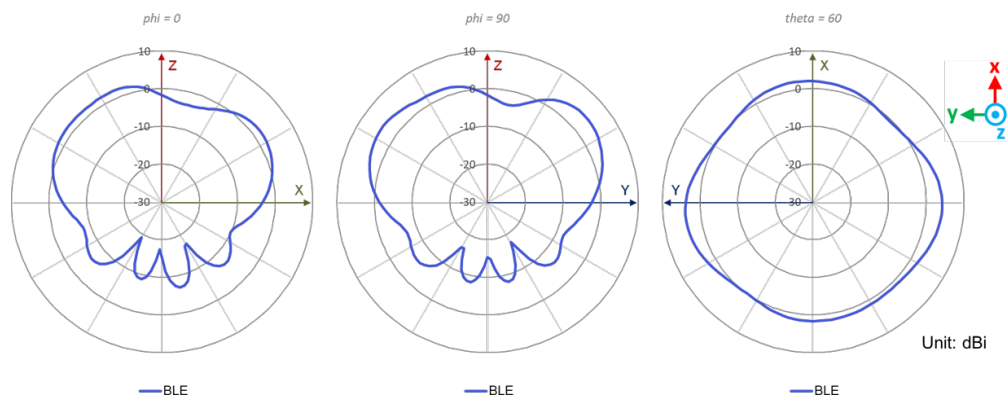 phi = 0
phi = 90
theta = 60
10
0
-10
-20
-30
Z
X
10
0
-10
-20
-30
Z
Y
10
0
-10
-20
-30
X
Y
x
y
z
Unit: dBi
BLE
BLE
BLE